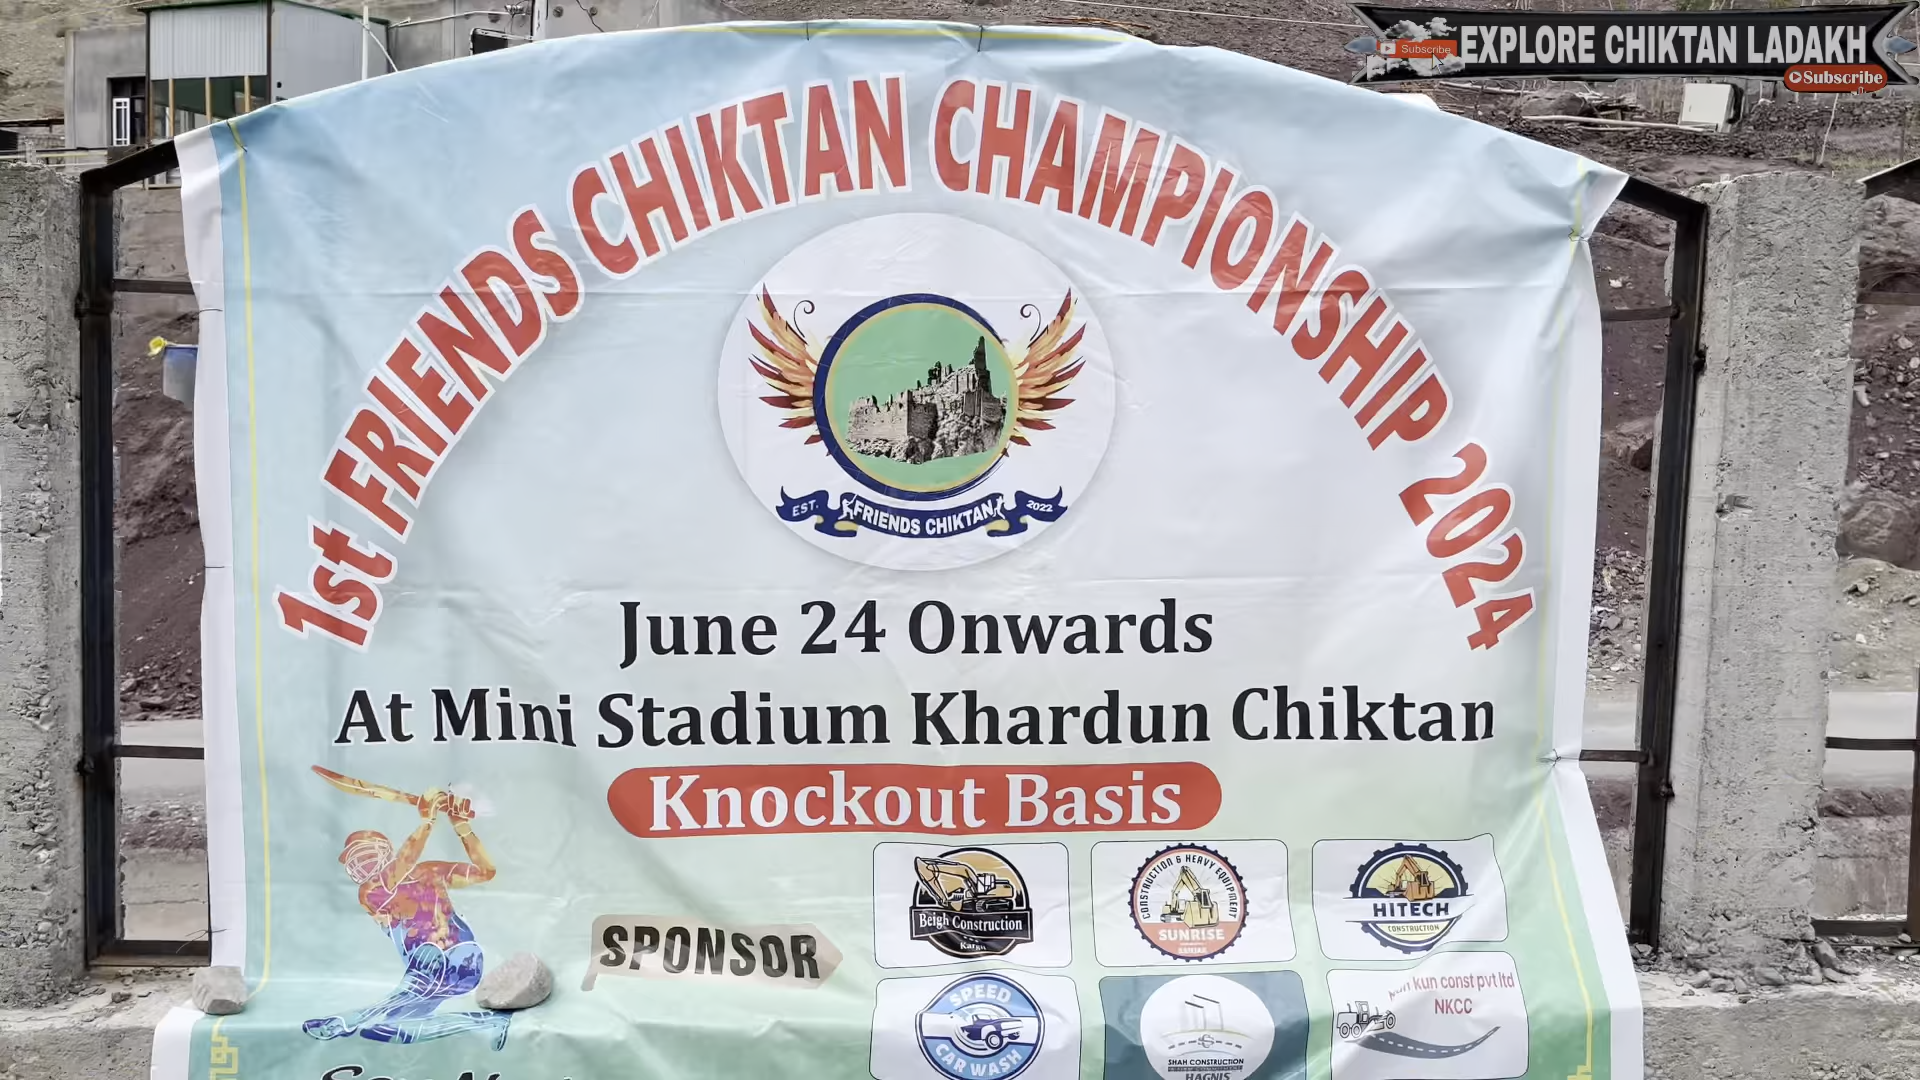 EXPLORE CHIKTAN LADAKH
Subscribe
Subscribe
1st FRIENDS CHIKTAN CHAMPIONSHIP 2024
EST. FRIENDS CHIKTAN 2022
June 24 Onwards
At Mini Stadium Khardun Chiktan
Knockout Basis
SPONSOR
Beigh Construction
Kargil
CONSTRUCTION & HEAVY EQUIPMENT
SUNRISE
HITECH
CONSTRUCTION
SPEED
CAR WASH
SHAH CONSTRUCTION
HAGNIS
kun const pvt ltd
NKCC